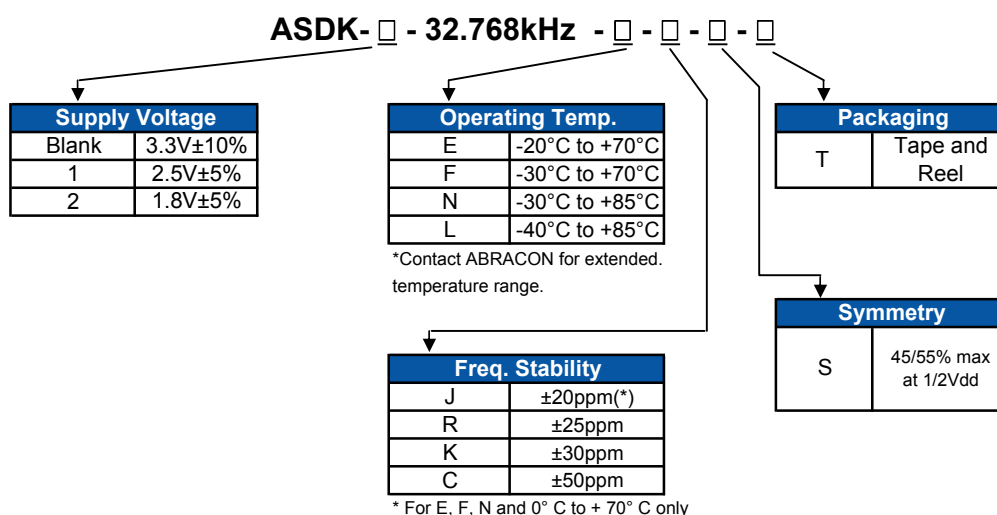 ASDK- □ - 32.768kHz - □ - □ - □ - □
Supply Voltage
Blank 3.3V±10%
1 2.5V±5%
2 1.8V±5%
Operating Temp.
E -20°C to +70°C
F -30°C to +70°C
N -30°C to +85°C
L -40°C to +85°C
*Contact ABRACON for extended.
temperature range.
Packaging
T Tape and
Reel
Freq. Stability
J ±20ppm(*)
R ±25ppm
K ±30ppm
C ±50ppm
* For E, F, N and 0° C to + 70° C only
Symmetry
S 45/55% max
at 1/2Vdd